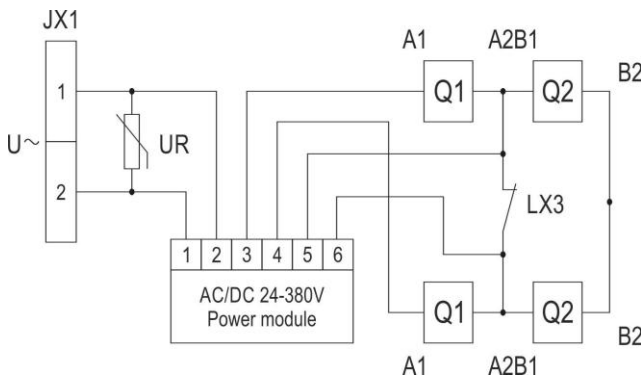 JX1
A1 A2B1
B2
1
Q1 Q2
U~
UR
2
LX3
1 2 3 4 5 6
AC/DC 24-380V
Power module
Q1 Q2
B2
A1 A2B1